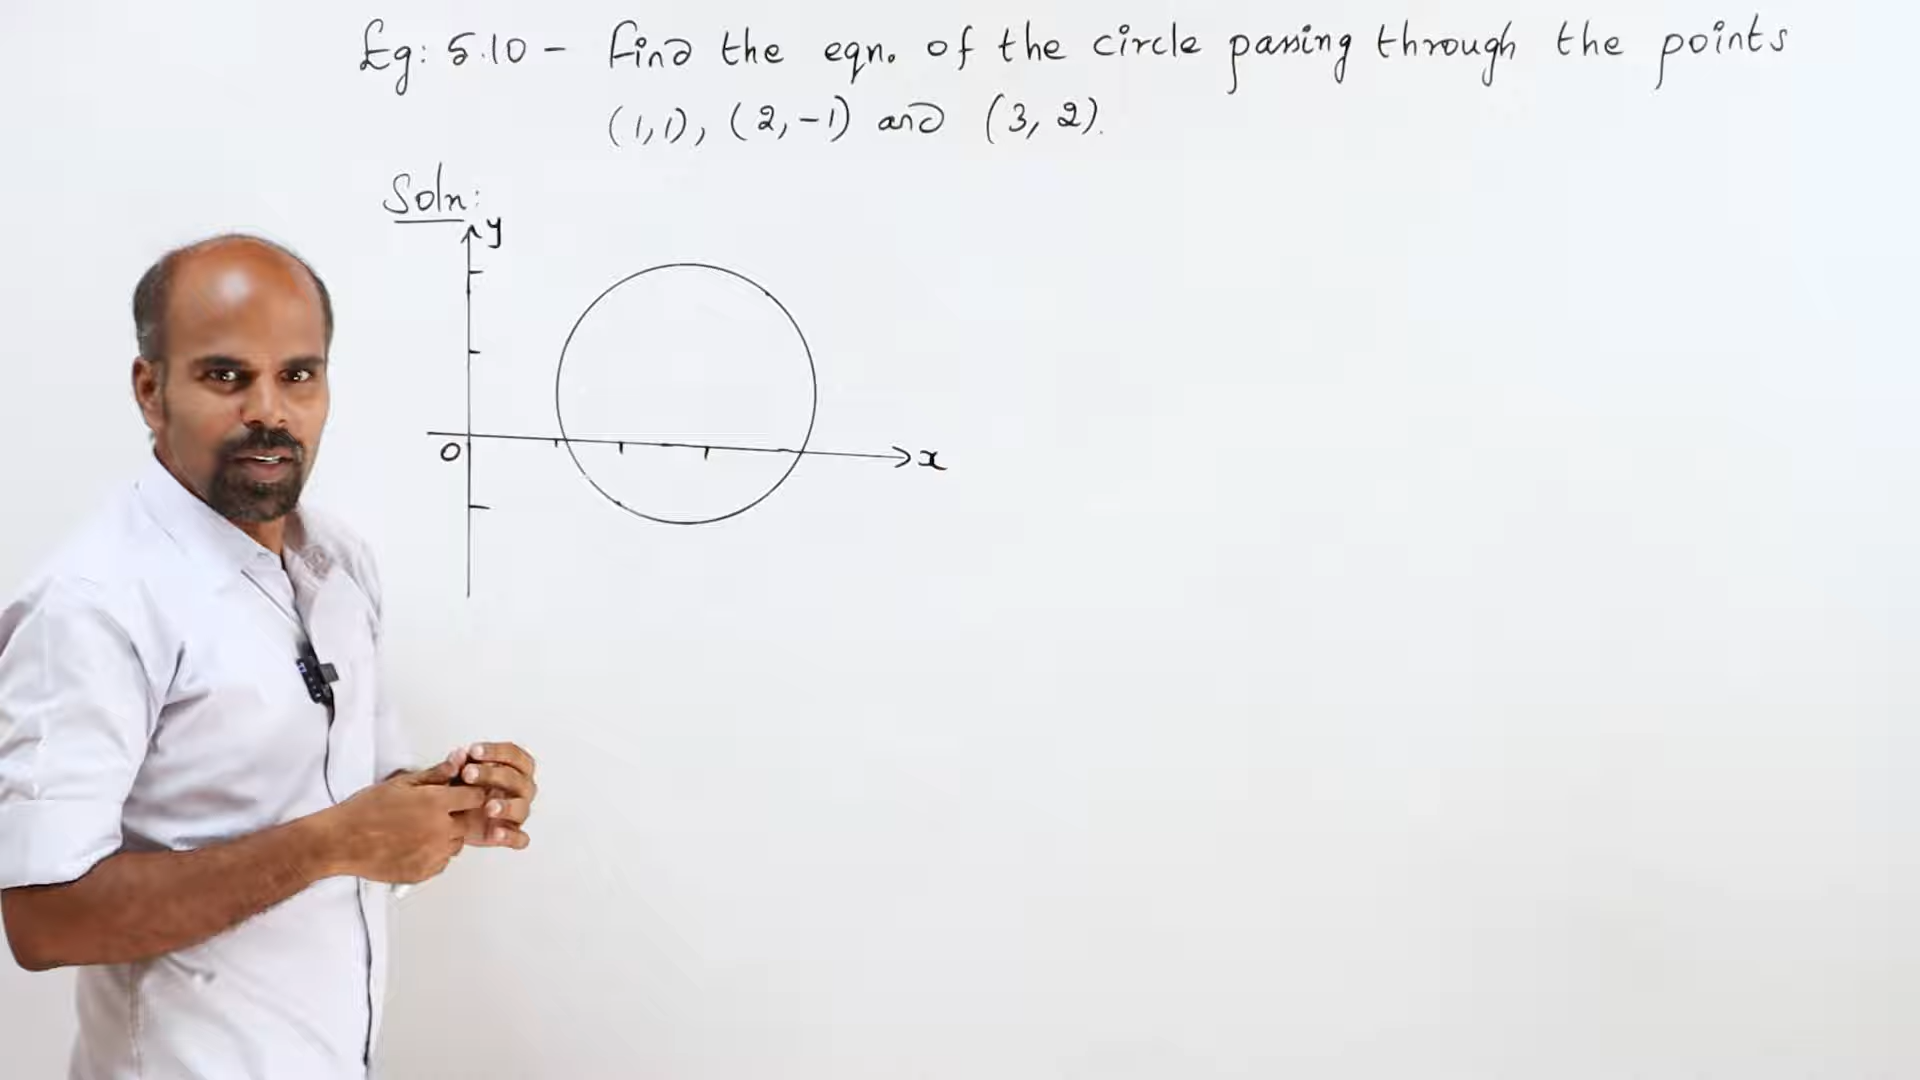 Eg: 5.10 - Find the eqn. of the circle passing through the points
(1,1), (2,-1) and (3, 2).
Soln:
y
O
x